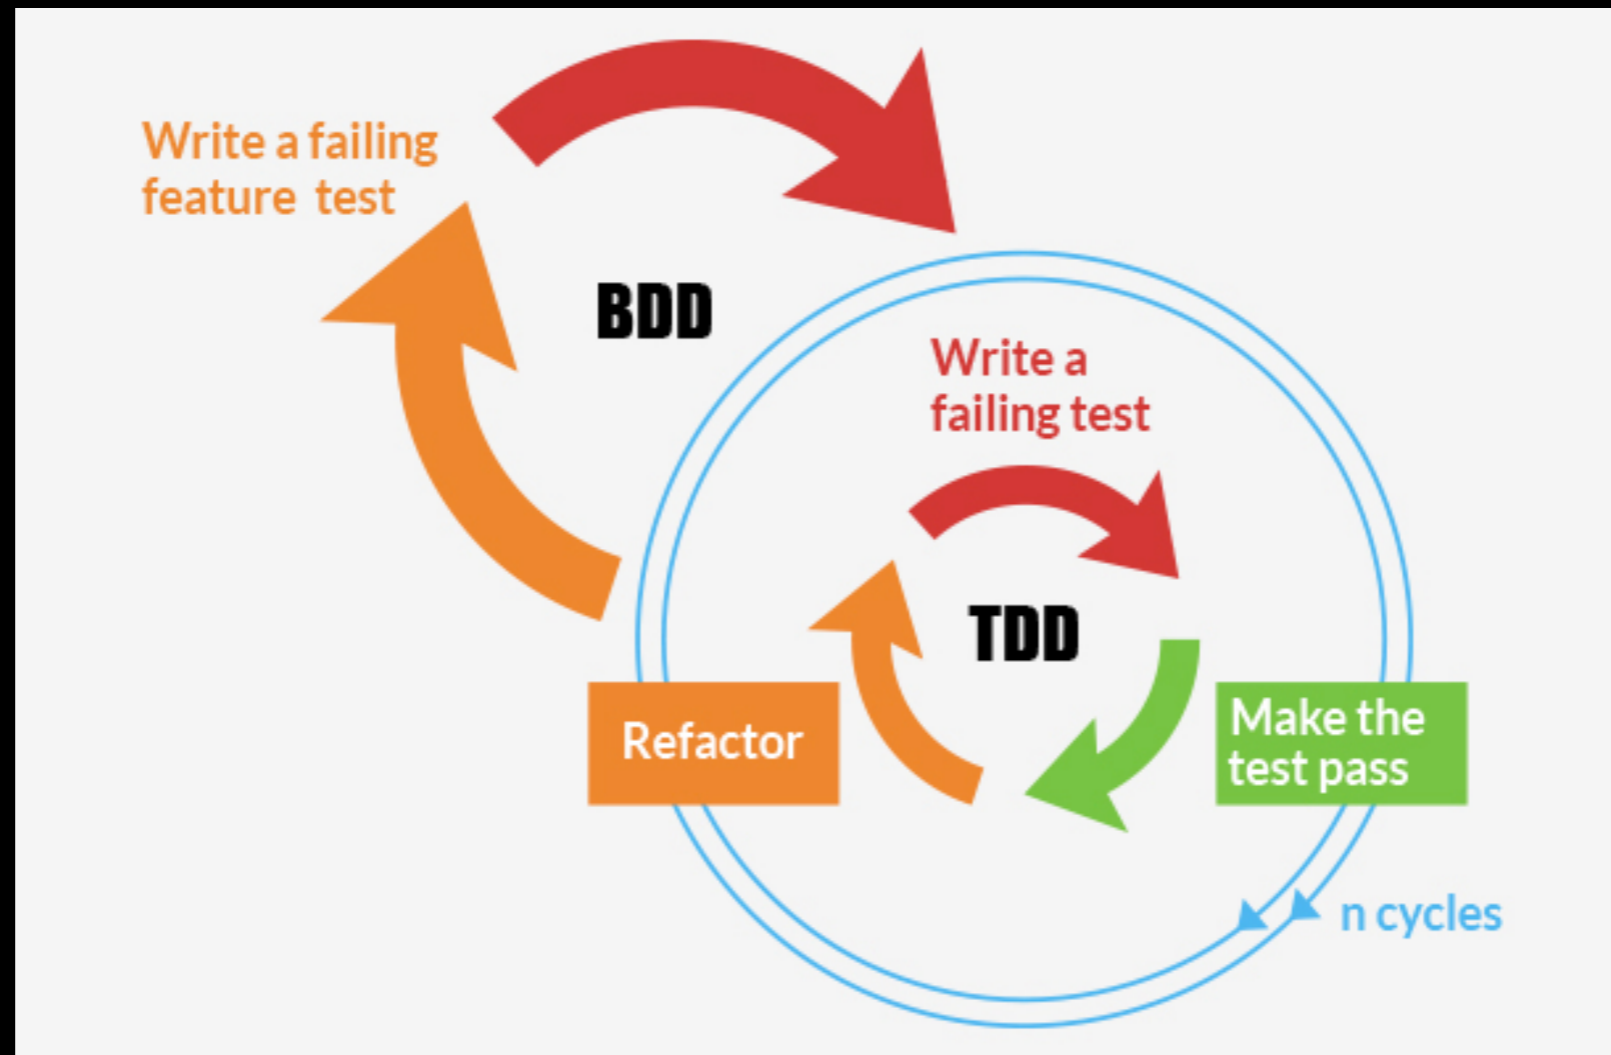 Write a failing
feature test
BDD
Write a
failing test
TDD
Refactor
Make the
test pass
n cycles